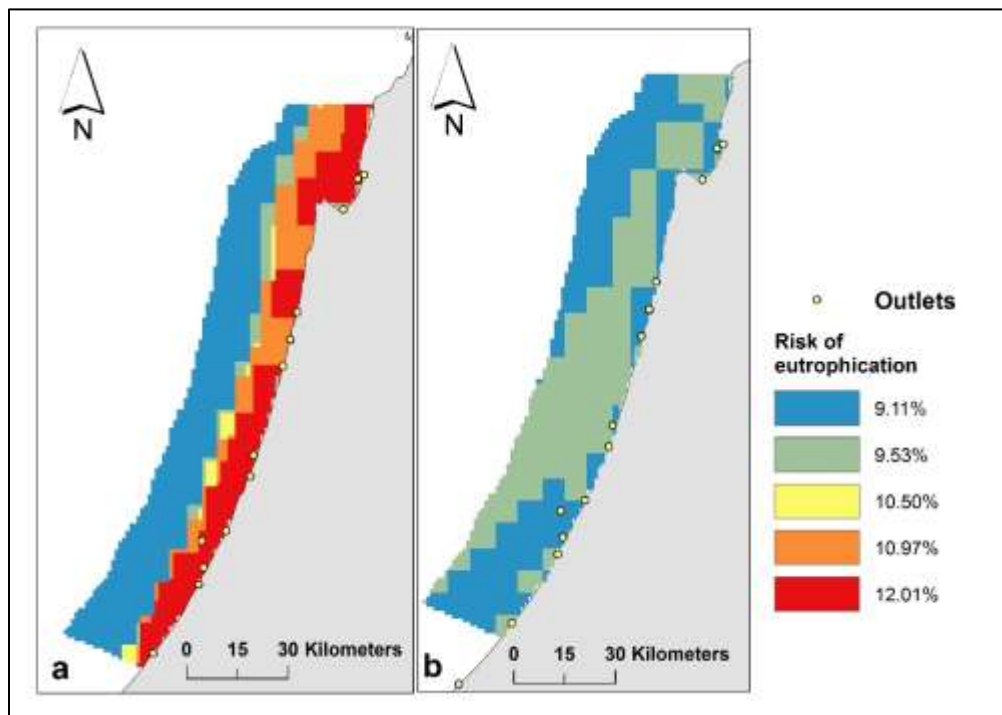 N
a
0 15 30 Kilometers
N
b
0 15 30 Kilometers
Outlets
Risk of
eutrophication
9.11%
9.53%
10.50%
10.97%
12.01%